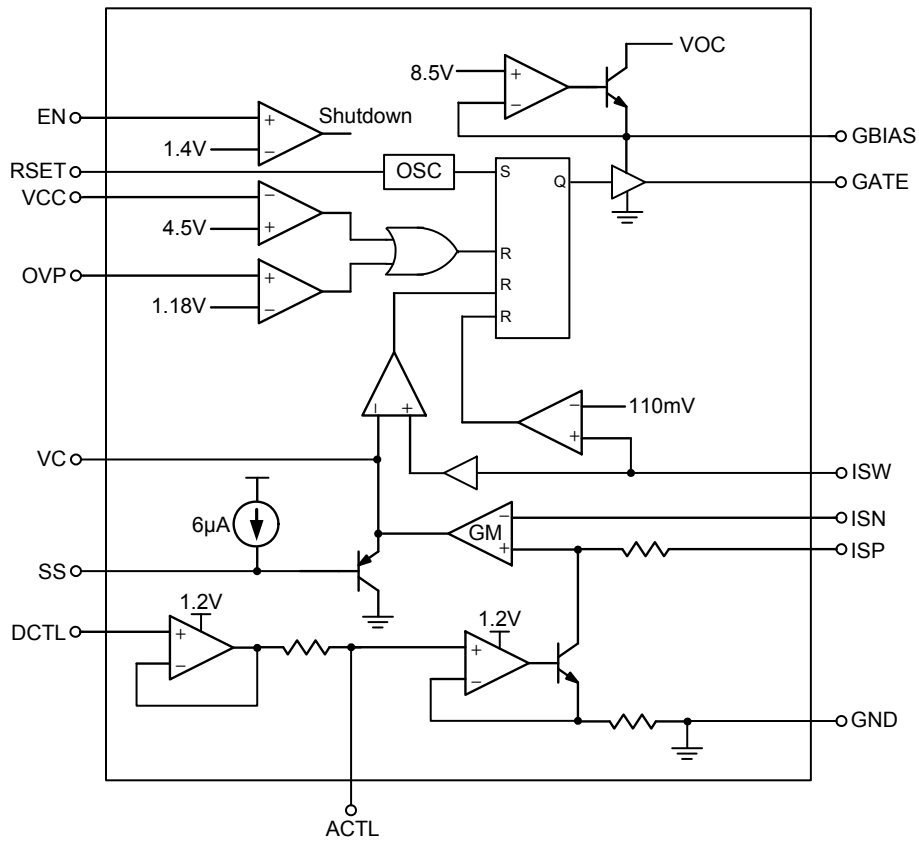 VOC
8.5V
+
−
EN
+
Shutdown
1.4V
−
GBIAS
RSET
OSC
S
Q
GATE
VCC
−
4.5V
+
R
OVP
+
1.18V
−
R
R
− +
−
110mV
+
VC
ISW
6µA
−
ISN
GM
+
ISP
SS
1.2V
DCTL
+
−
1.2V
+
−
GND
ACTL